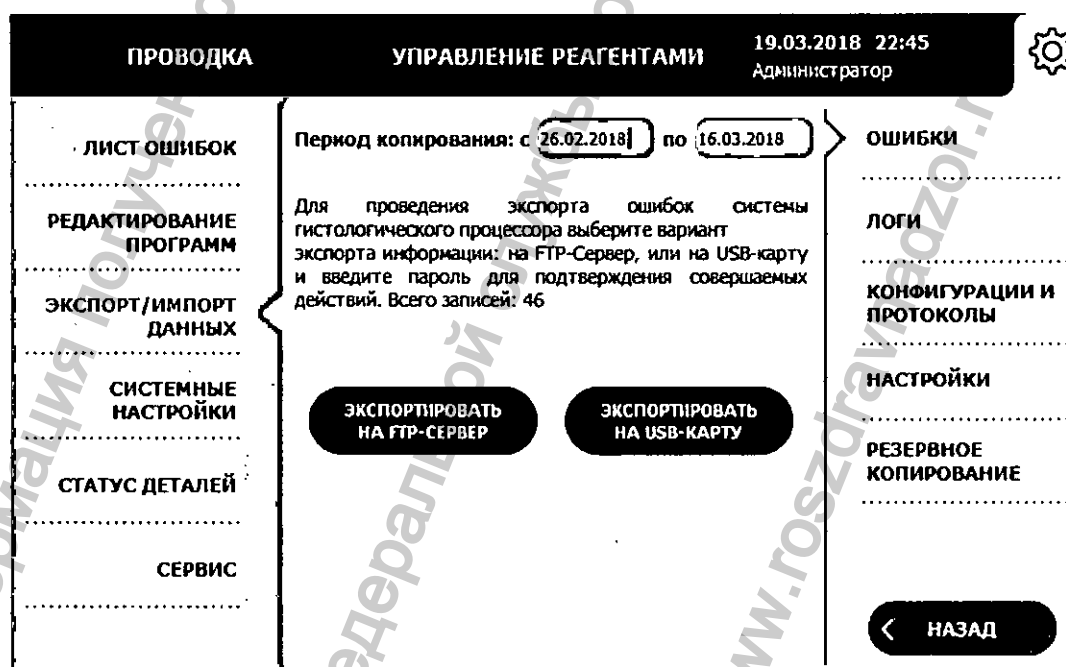 ПРОВОДКА
УПРАВЛЕНИЕ РЕАГЕНТАМИ
19.03.2018 22:45
Администратор
ЛИСТ ОШИБОК
РЕДАКТИРОВАНИЕ
ПРОГРАММ
ЭКСПОРТ/ИМПОРТ
ДАННЫХ
СИСТЕМНЫЕ
НАСТРОЙКИ
СТАТУС ДЕТАЛЕЙ
СЕРВИС
Период копирования: с 26.02.2018 по 16.03.2018
Для проведения экспорта ошибок системы
гистологического процессора выберите вариант
экспорта информации: на FTP-Сервер, или на USB-карту
и введите пароль для подтверждения совершаемых
действий. Всего записей: 46
ЭКСПОРТИРОВАТЬ
НА FTP-СЕРВЕР
ЭКСПОРТИРОВАТЬ
НА USB-КАРТУ
ОШИБКИ
ЛОГИ
КОНФИГУРАЦИИ И
ПРОТОКОЛЫ
НАСТРОЙКИ
РЕЗЕРВНОЕ
КОПИРОВАНИЕ
НАЗАД
www.roszdravnadzor.r